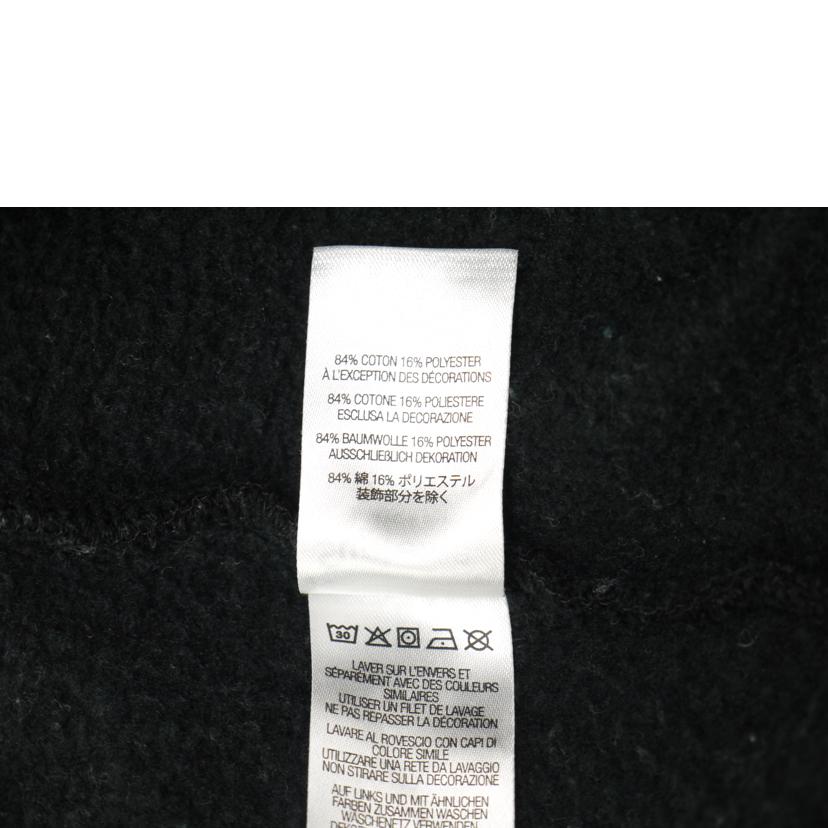 84% COTON 16% POLYESTER
À L'EXCEPTION DES DÉCORATIONS
84% COTONE 16% POLIESTERE
ESCLUSA LA DECORAZIONE
84% BAUMWOLLE 16% POLYESTER
AUSSCHLIEßLICH DEKORATION
84% 綿 16% ポリエステル
装飾部分を除く
30
LAVER SUR L'ENVERS ET
SÉPARÉMENT AVEC DES COULEURS
SIMILAIRES
UTILISER UN FILET DE LAVAGE
NE PAS REPASSER LA DÉCORATION
LAVARE AL ROVESCIO CON CAPI DI
COLORE SIMILE
UTILIZZARE UNA RETE DA LAVAGGIO
NON STIRARE SULLA DECORAZIONE
AUF LINKS UND MIT ÄHNLICHEN
FARBEN ZUSAMMEN WASCHEN
WÄSCHENETZ VERWENDEN